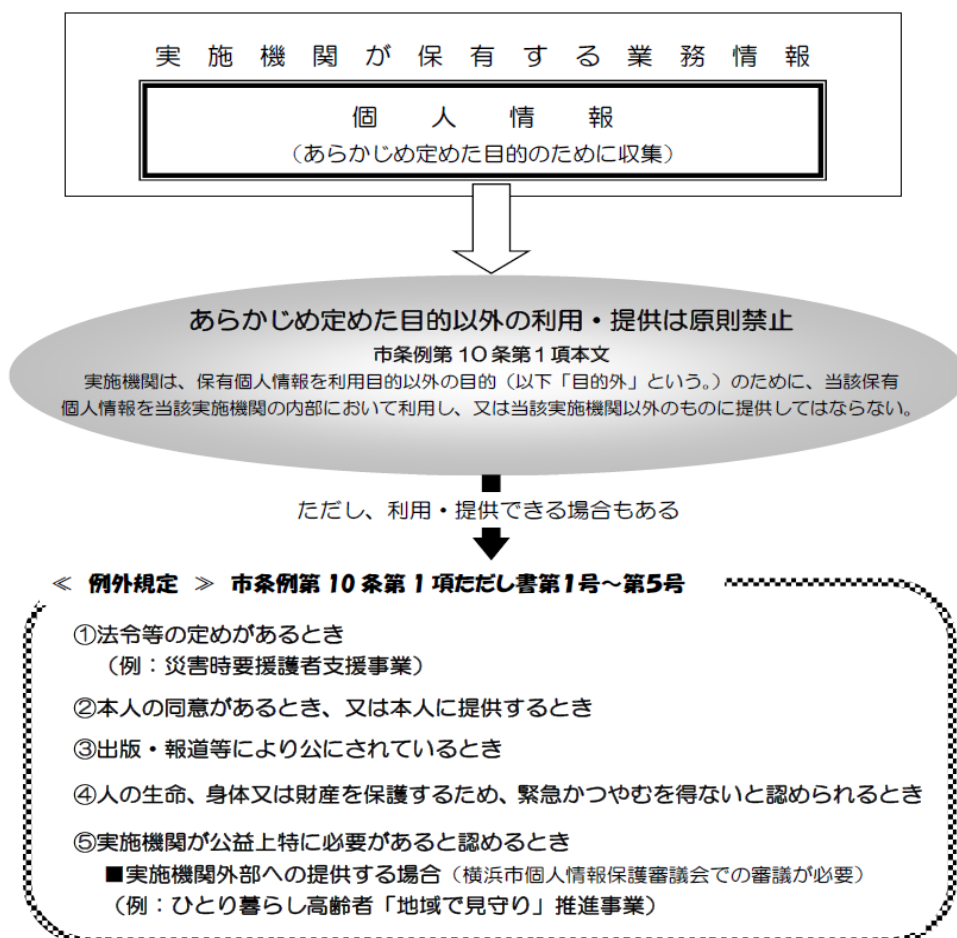 実施機関が保有する業務情報
個人情報
（あらかじめ定めた目的のために収集）
あらかじめ定めた目的以外の利用・提供は原則禁止
市条例第10条第1項本文
実施機関は、保有個人情報を利用目的以外の目的（以下「目的外」という。）のために、当該保有
個人情報を当該実施機関の内部において利用し、又は当該実施機関以外のものに提供してはならない。
ただし、利用・提供できる場合もある
≪ 例外規定 ≫ 市条例第10条第1項ただし書第1号～第5号
①法令等の定めがあるとき
（例：災害時要援護者支援事業）
②本人の同意があるとき、又は本人に提供するとき
③出版・報道等により公にされているとき
④人の生命、身体又は財産を保護するため、緊急かつやむを得ないと認められるとき
⑤実施機関が公益上特に必要があると認めるとき
■実施機関外部への提供する場合（横浜市個人情報保護審議会での審議が必要）
（例：ひとり暮らし高齢者「地域で見守り」推進事業）